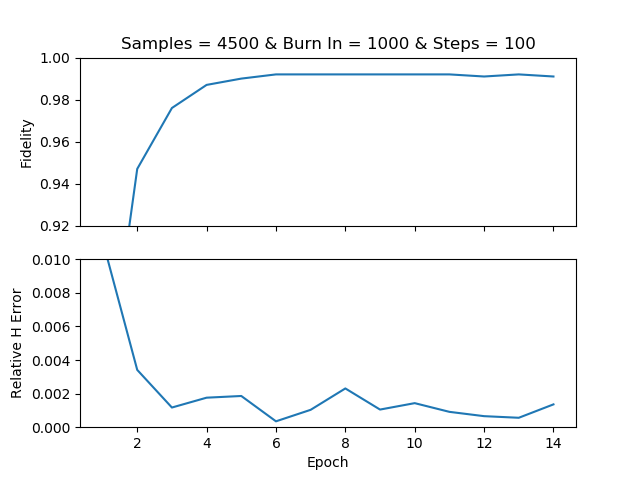 Samples = 4500 & Burn In = 1000 & Steps = 100
1.00
0.98
0.96
0.94
0.92
Fidelity
0.010
0.008
0.006
0.004
0.002
0.000
Relative H Error
2 4 6 8 10 12 14
Epoch